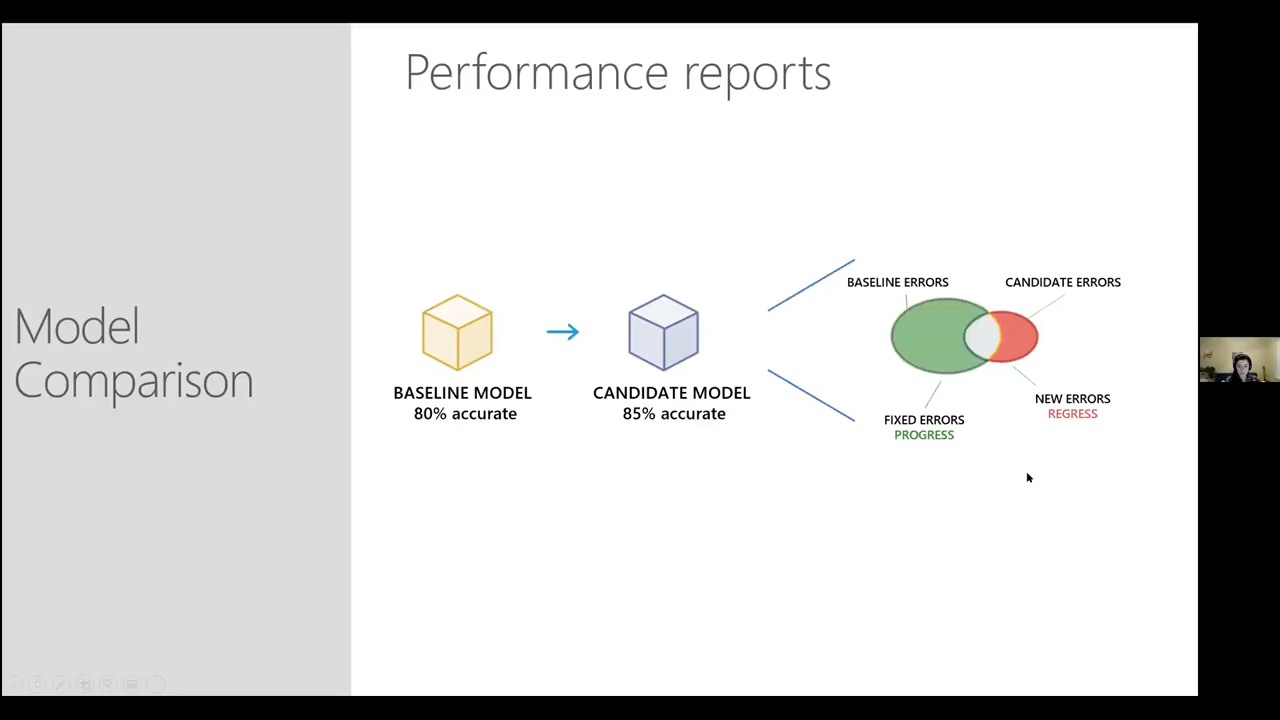 Performance reports
Model
Comparison
BASELINE MODEL
80% accurate
CANDIDATE MODEL
85% accurate
BASELINE ERRORS
CANDIDATE ERRORS
FIXED ERRORS
PROGRESS
NEW ERRORS
REGRESS